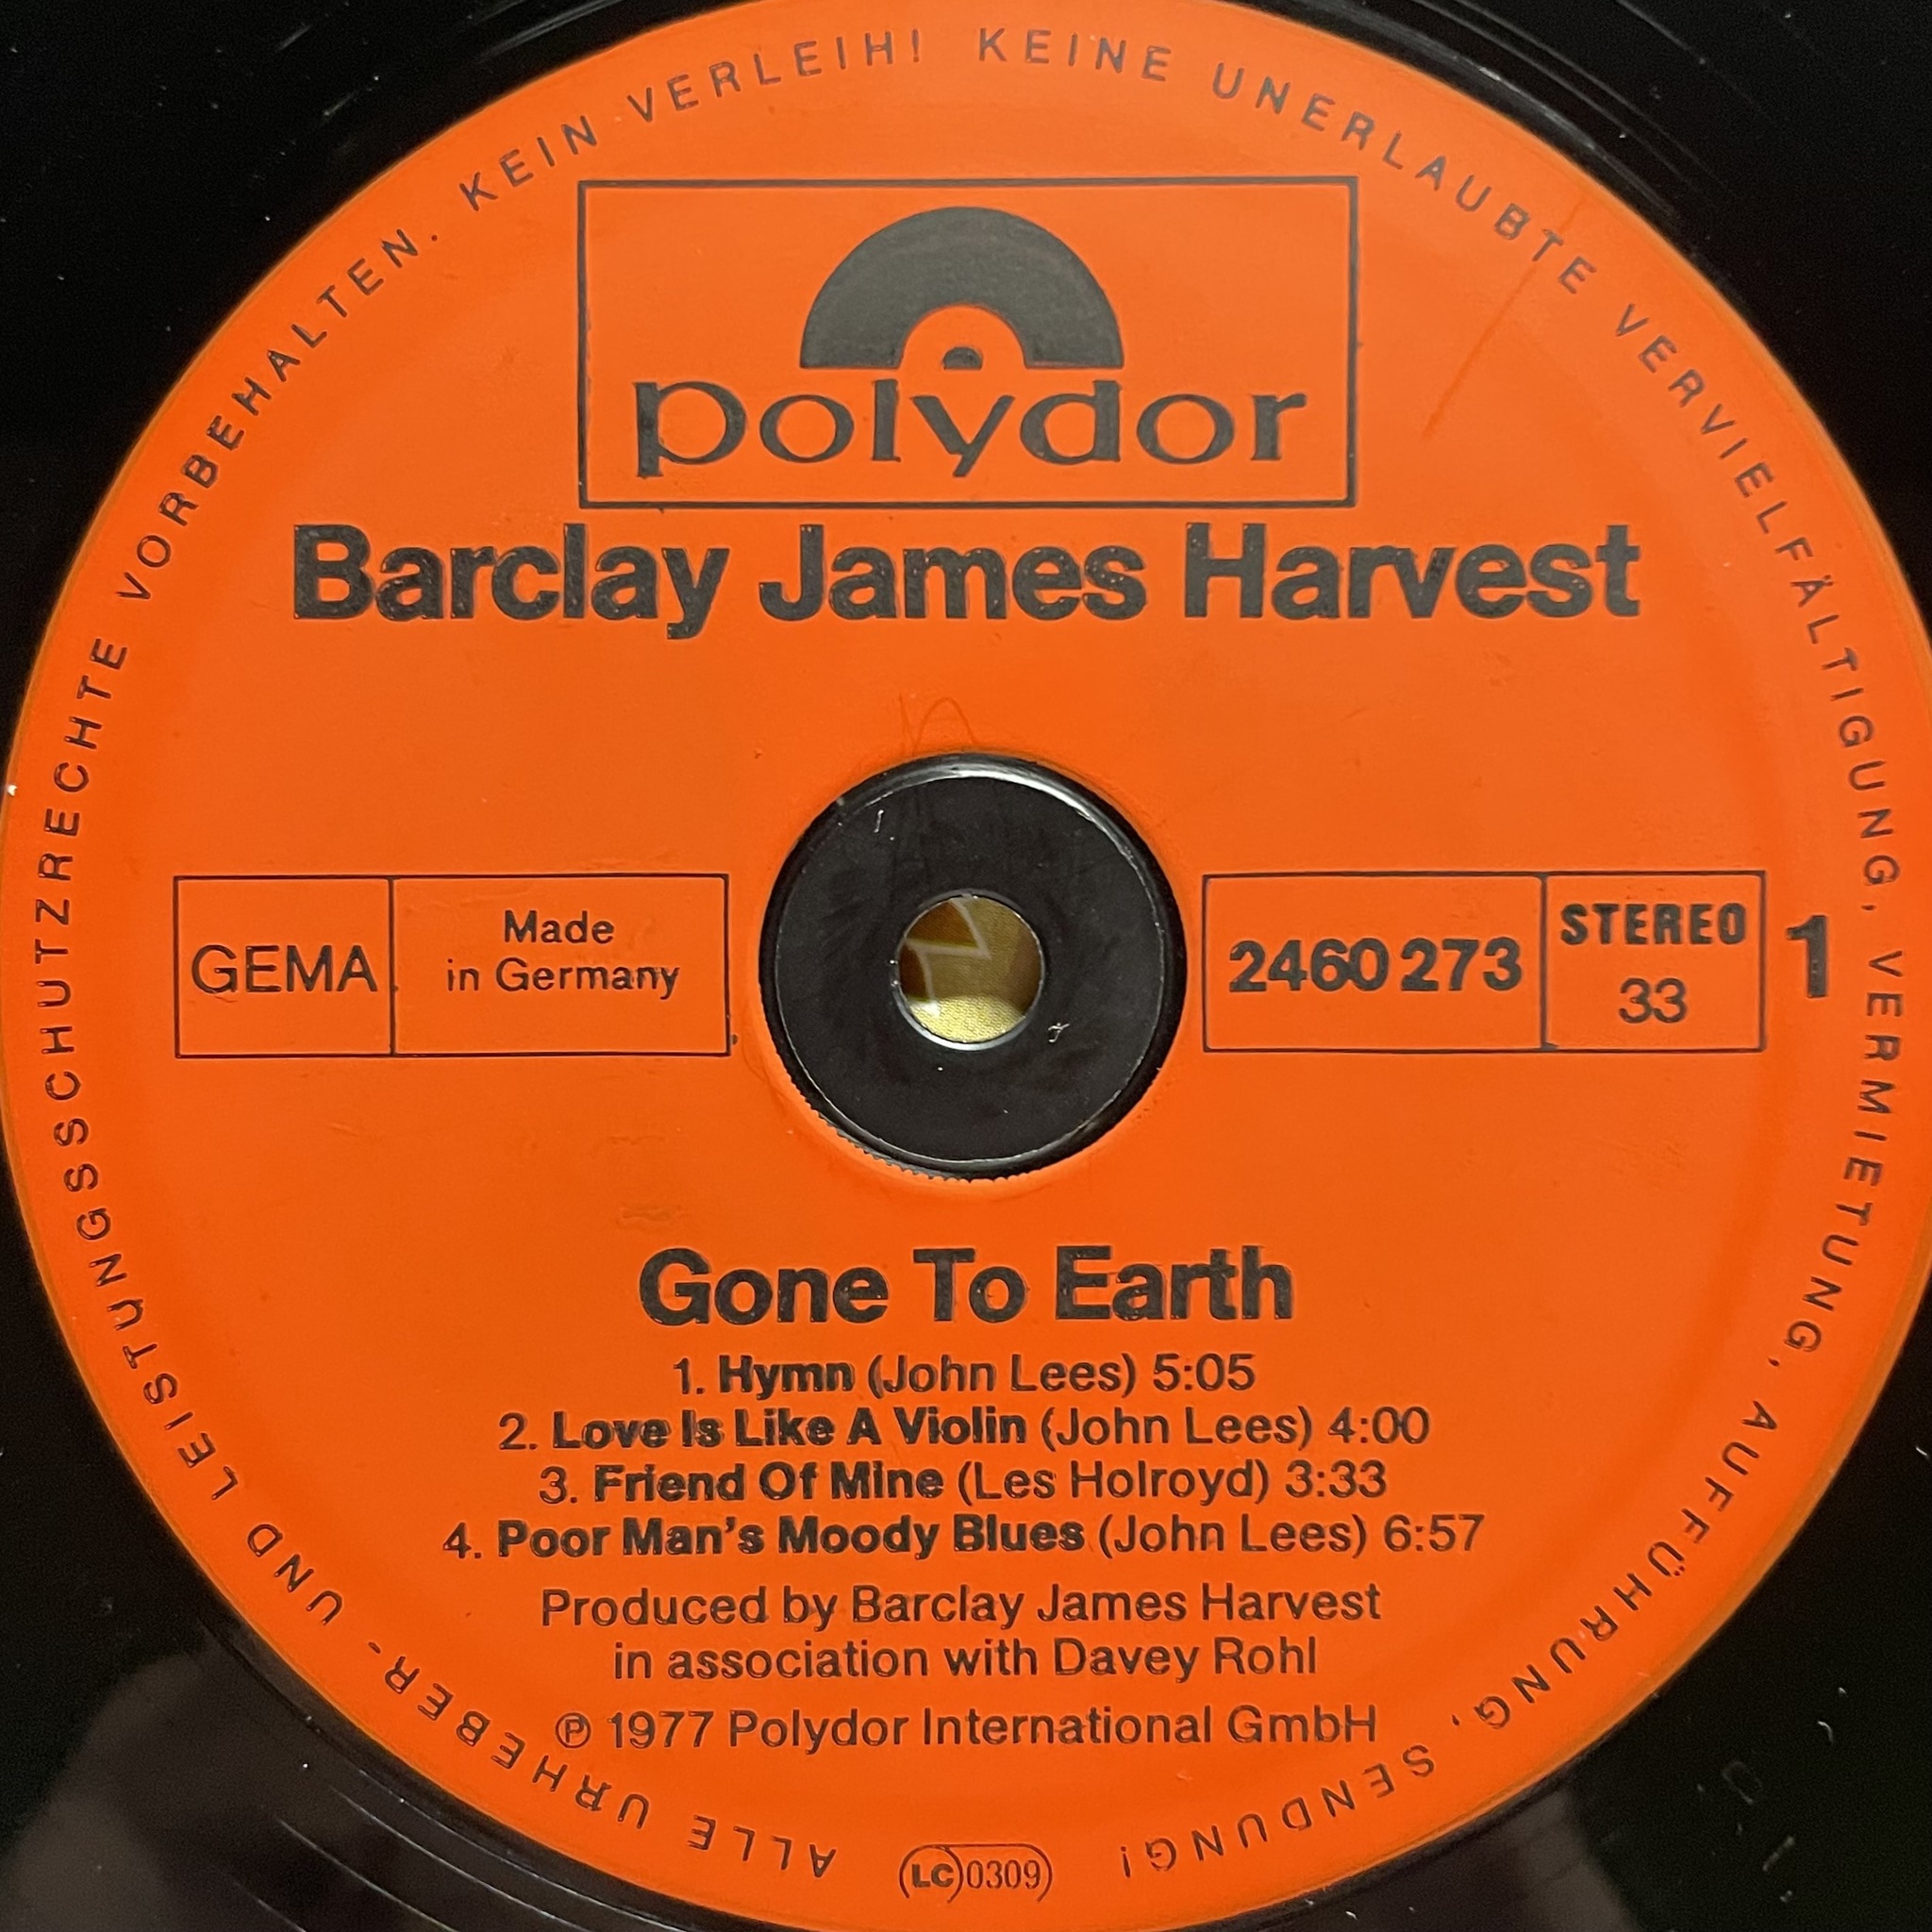 ALLE URHEBER- UND LEISTUNGSSCHUTZRECHTE VORBEHALTEN. KEIN VERLEIH! KEINE UNERLAUBTE VERVIELFÄLTIGUNG, VERMIETUNG, AUFFÜHRUNG, SENDUNG!
polydor
Barclay James Harvest
GEMA
Made
in Germany
2460 273
STEREO
33
1
Gone To Earth
1. Hymn (John Lees) 5:05
2. Love Is Like A Violin (John Lees) 4:00
3. Friend Of Mine (Les Holroyd) 3:33
4. Poor Man's Moody Blues (John Lees) 6:57
Produced by Barclay James Harvest
in association with Davey Rohl
℗ 1977 Polydor International GmbH
LC 0309